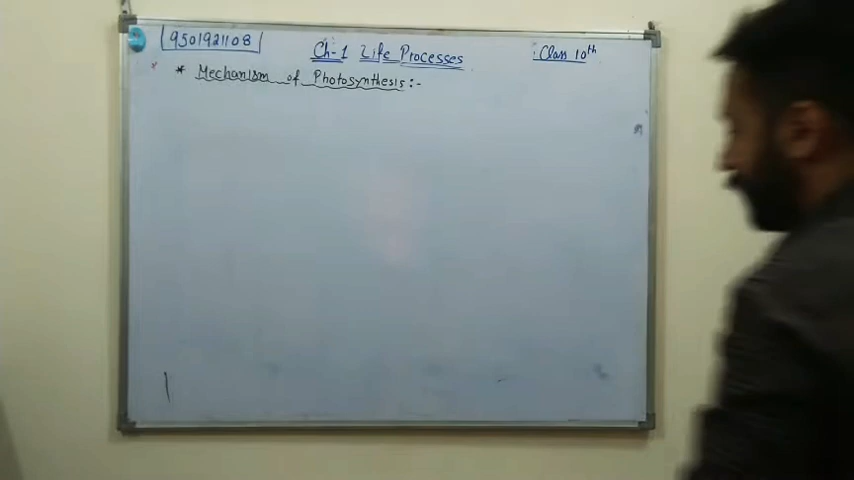 9501921108 Ch-1 Life Processes Class 10th
* Mechanism of Photosynthesis :-